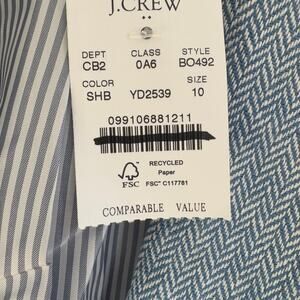 J.CREW
DEPT CLASS STYLE
CB2 0A6 BO492
COLOR SIZE
SHB YD2539 10
099106881211
FSC
RECYCLED
Paper
FSC® C117781
COMPARABLE VALUE